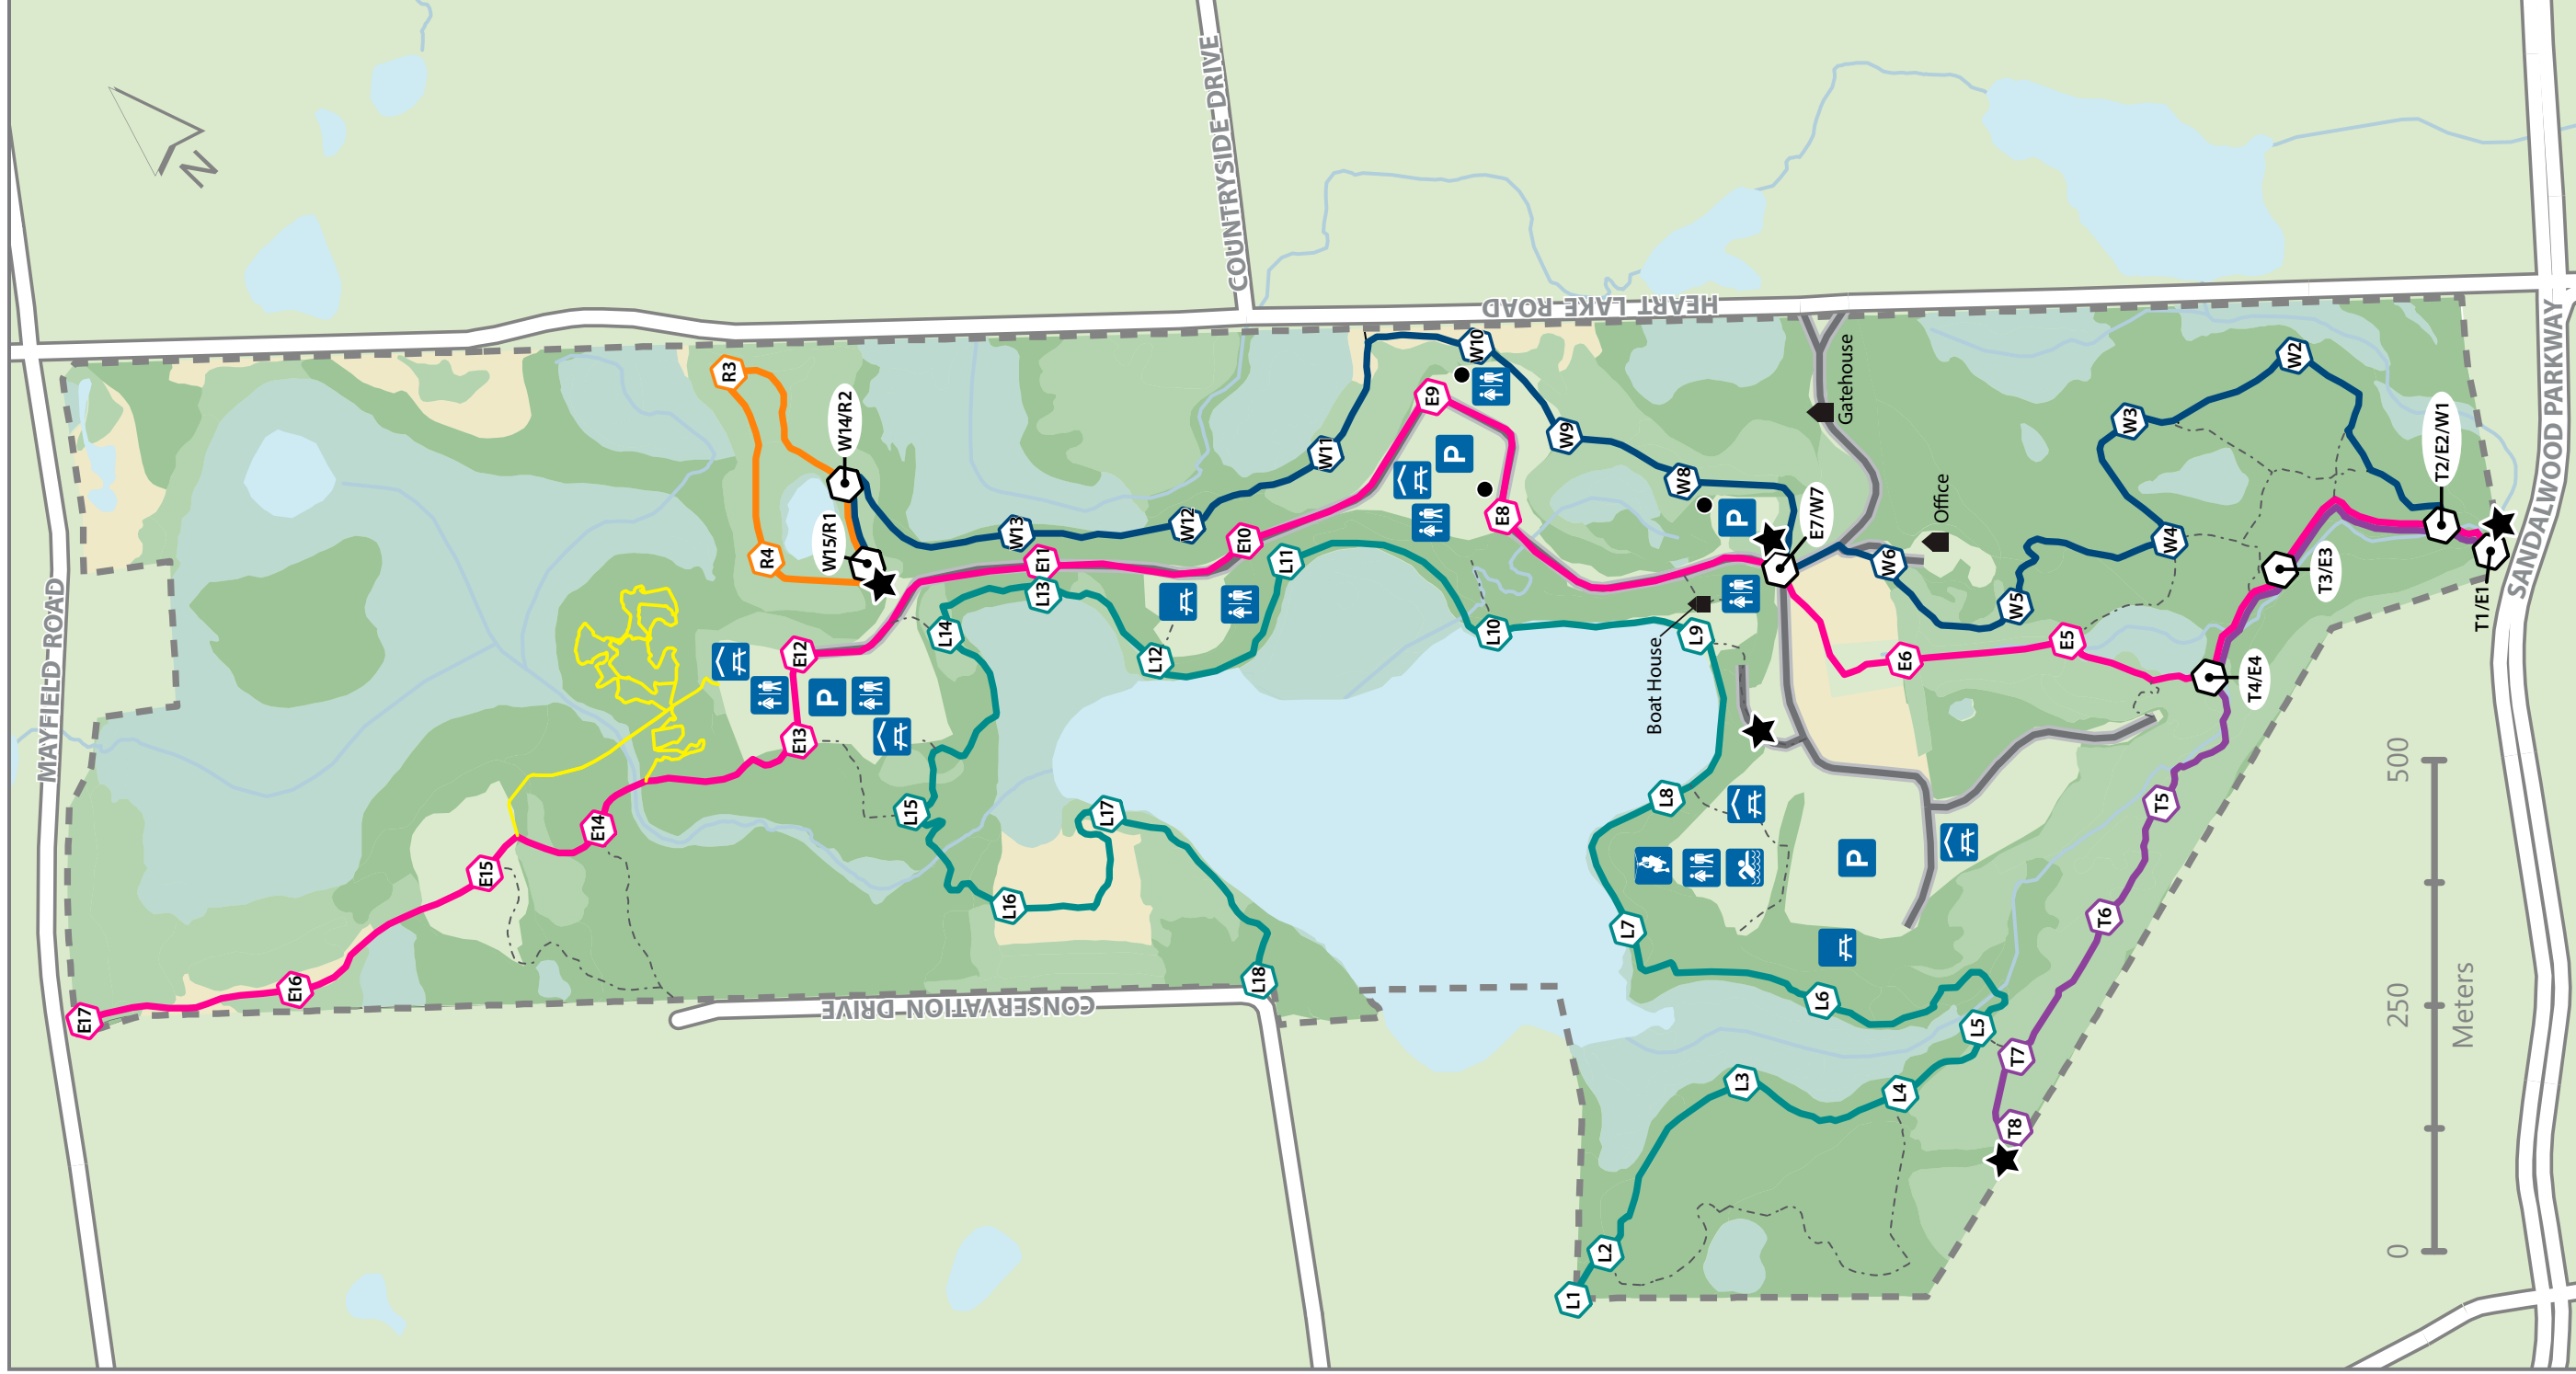 MAYFIELD ROAD
N
COUNTRYSIDE DRIVE
HEART LAKE ROAD
SANDALWOOD PARKWAY
CONSERVATION DRIVE
Gatehouse
Office
Boat House
R3
R4
W14/R2
W15/R1
W13
W12
W11
W10
W9
W8
E7/W7
W6
W5
W4
W3
W2
T2/E2/W1
T1/E1
T3/E3
T4/E4
E5
E6
E8
E9
E10
E1
E12
E13
E14
E15
E16
E17
L1
L2
L3
L4
L5
L6
L7
L8
L9
L10
L11
L12
L13
L14
L15
L16
L17
L18
T5
T6
T7
T8
P
P
P
P
0
250
500
Meters